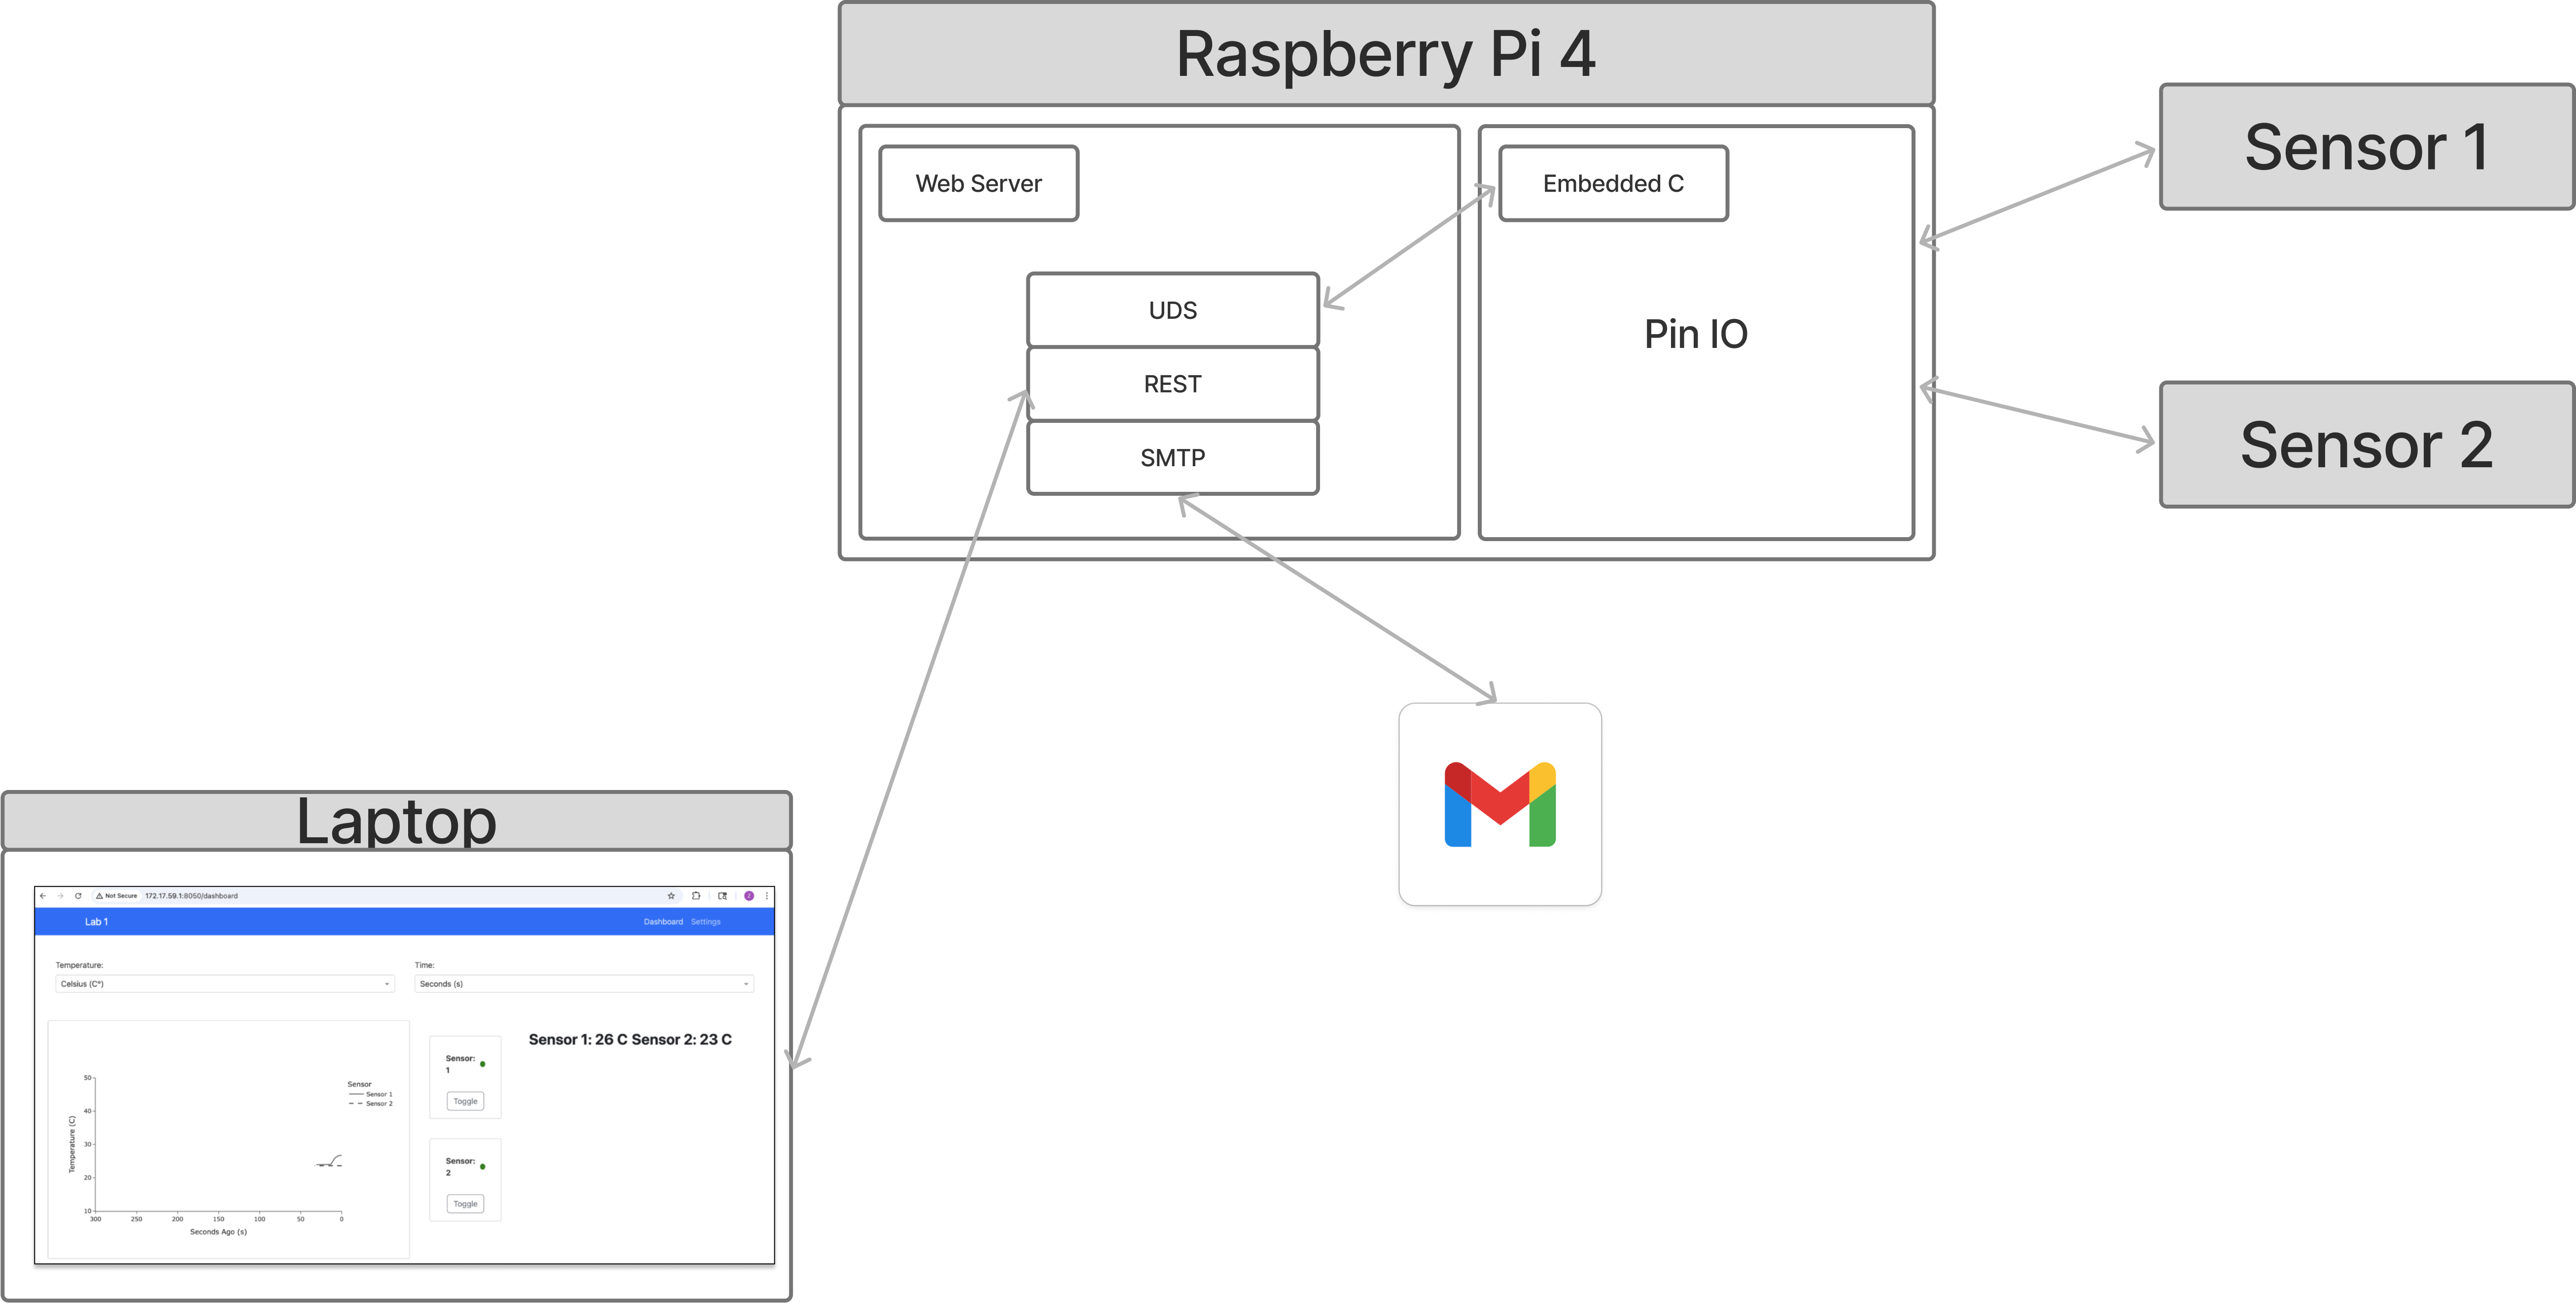 Raspberry Pi 4
Web Server
Embedded C
UDS
REST
SMTP
Pin IO
Sensor 1
Sensor 2
Laptop
Not Secure 172.17.59.1:8050/dashboard
Lab 1 Dashboard Settings
Temperature: Time:
Celsius (C°) Seconds (s)
Sensor 1: 26 C Sensor 2: 23 C
Sensor:
1
Toggle
Sensor:
2
Toggle
Sensor
Sensor 1
Sensor 2
Temperature (C)
50
40
30
20
10
300 250 200 150 100 50 0
Seconds Ago (s)